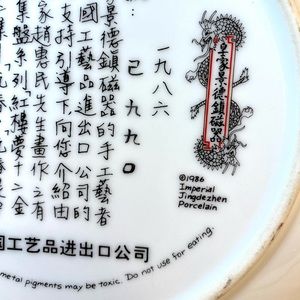 皇家景德鎮磁器
一九八六
己九九〇
景德鎮磁器的手工藝者
國工藝品進出口公司的
支持引導下向您介紹由
家趙惠民先生畫作之有
集盤系列紅樓夢十二金
©1986
Imperial
Jingdezhen
Porcelain
国工艺品进出口公司
metal pigments may be toxic. Do not use for eating.